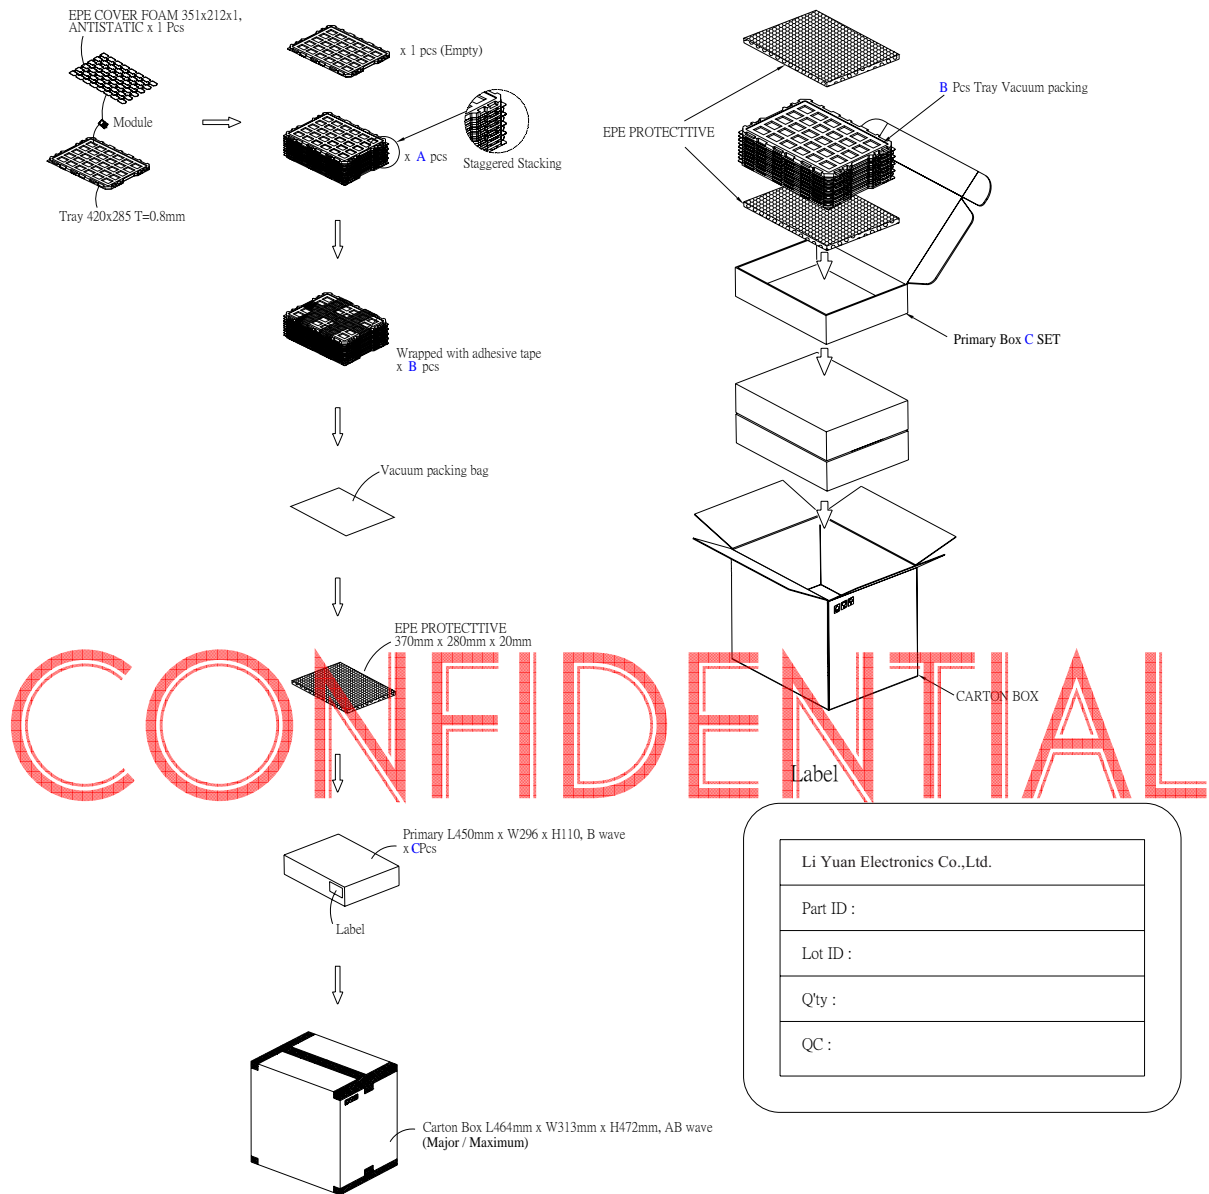 EPE COVER FOAM 351x212x1,
ANTISTATIC x 1 Pcs
Module
Tray 420x285 T=0.8mm
x 1 pcs (Empty)
x A pcs
Staggered Stacking
Wrapped with adhesive tape
x B pcs
Vacuum packing bag
EPE PROTECTTIVE
370mm x 280mm x 20mm
Primary L450mm x W296 x H110, B wave
x CPcs
Label
Carton Box L464mm x W313mm x H472mm, AB wave
(Major / Maximum)
B Pcs Tray Vacuum packing
EPE PROTECTTIVE
Primary Box C SET
CARTON BOX
CONFIDENTIAL
Label
Li Yuan Electronics Co.,Ltd.
Part ID :
Lot ID :
Q'ty :
QC :